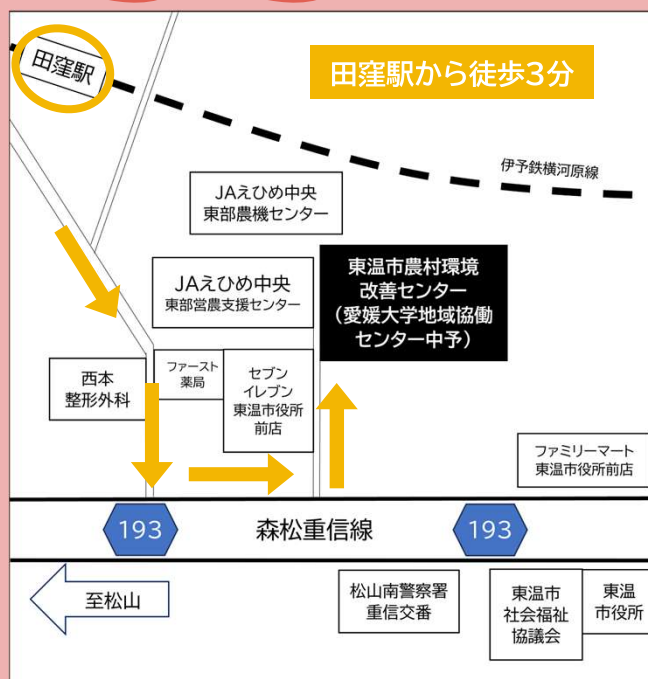 田窪駅
田窪駅から徒歩3分
伊予鉄横河原線
JAえひめ中央
東部農機センター
JAえひめ中央
東部営農支援センター
東温市農村環境
改善センター
(愛媛大学地域協働
センター中予)
西本
整形外科
ファースト
薬局
セブン
イレブン
東温市役所
前店
ファミリーマート
東温市役所前店
193
森松重信線
193
至松山
松山南警察署
重信交番
東温市
社会福祉
協議会
東温
市役所